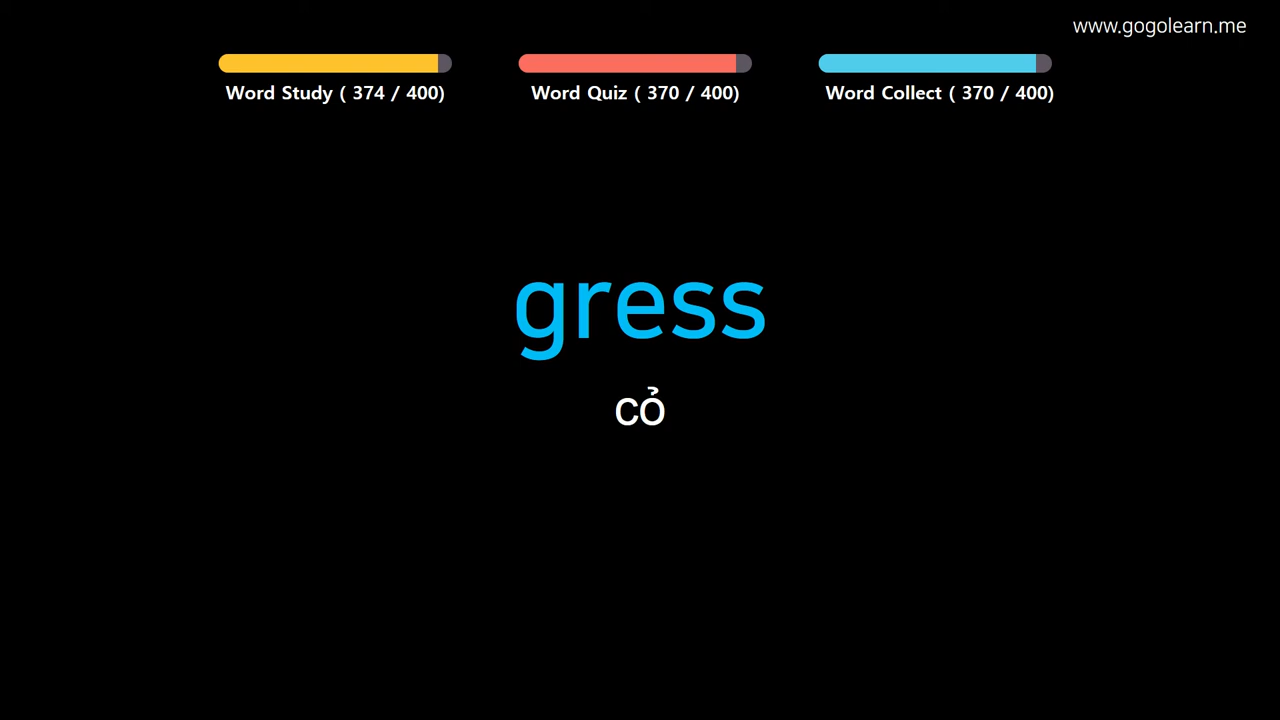 www.gogolearn.me
Word Study ( 374 / 400)
Word Quiz ( 370 / 400)
Word Collect ( 370 / 400)
gress
cỏ